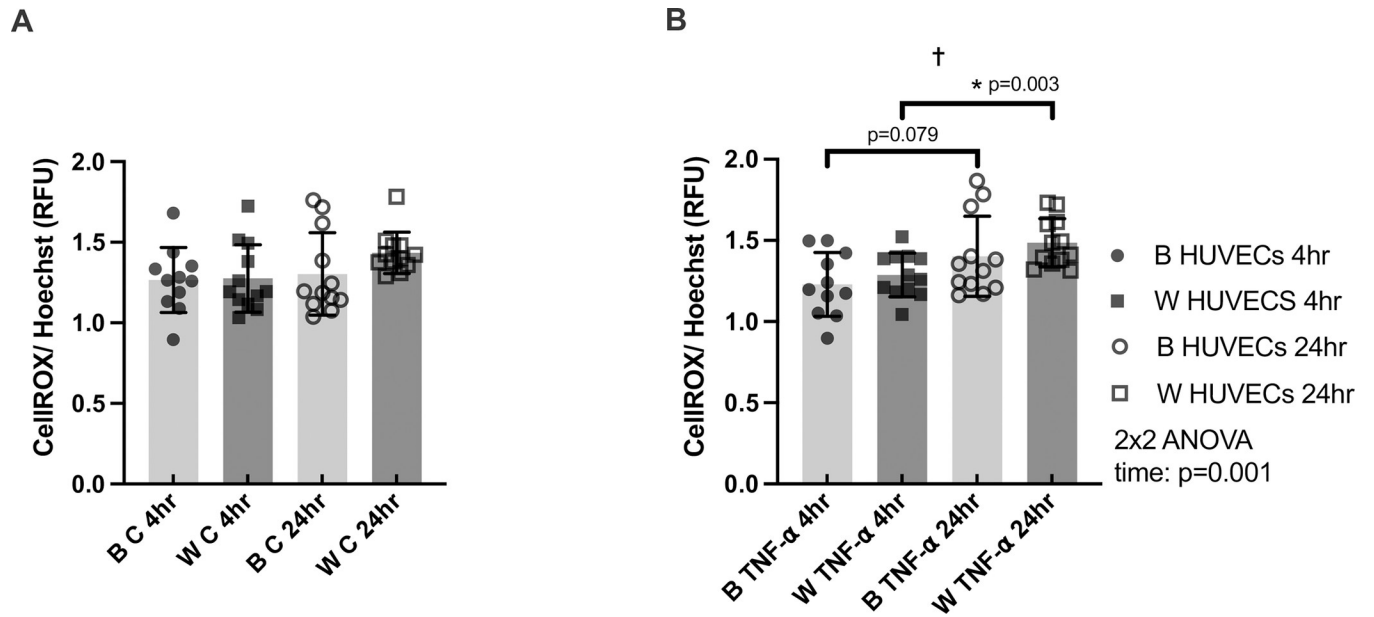 A
B
†
* p=0.003
p=0.079
CellROX/ Hoechst (RFU)
2.0
1.5
1.0
0.5
0.0
B C 4hr
W C 4hr
B C 24hr
W C 24hr
CellROX/ Hoechst (RFU)
2.0
1.5
1.0
0.5
0.0
B TNF-α 4hr
W TNF-α 4hr
B TNF-α 24hr
W TNF-α 24hr
B HUVECs 4hr
W HUVECS 4hr
B HUVECs 24hr
W HUVECs 24hr
2x2 ANOVA
time: p=0.001